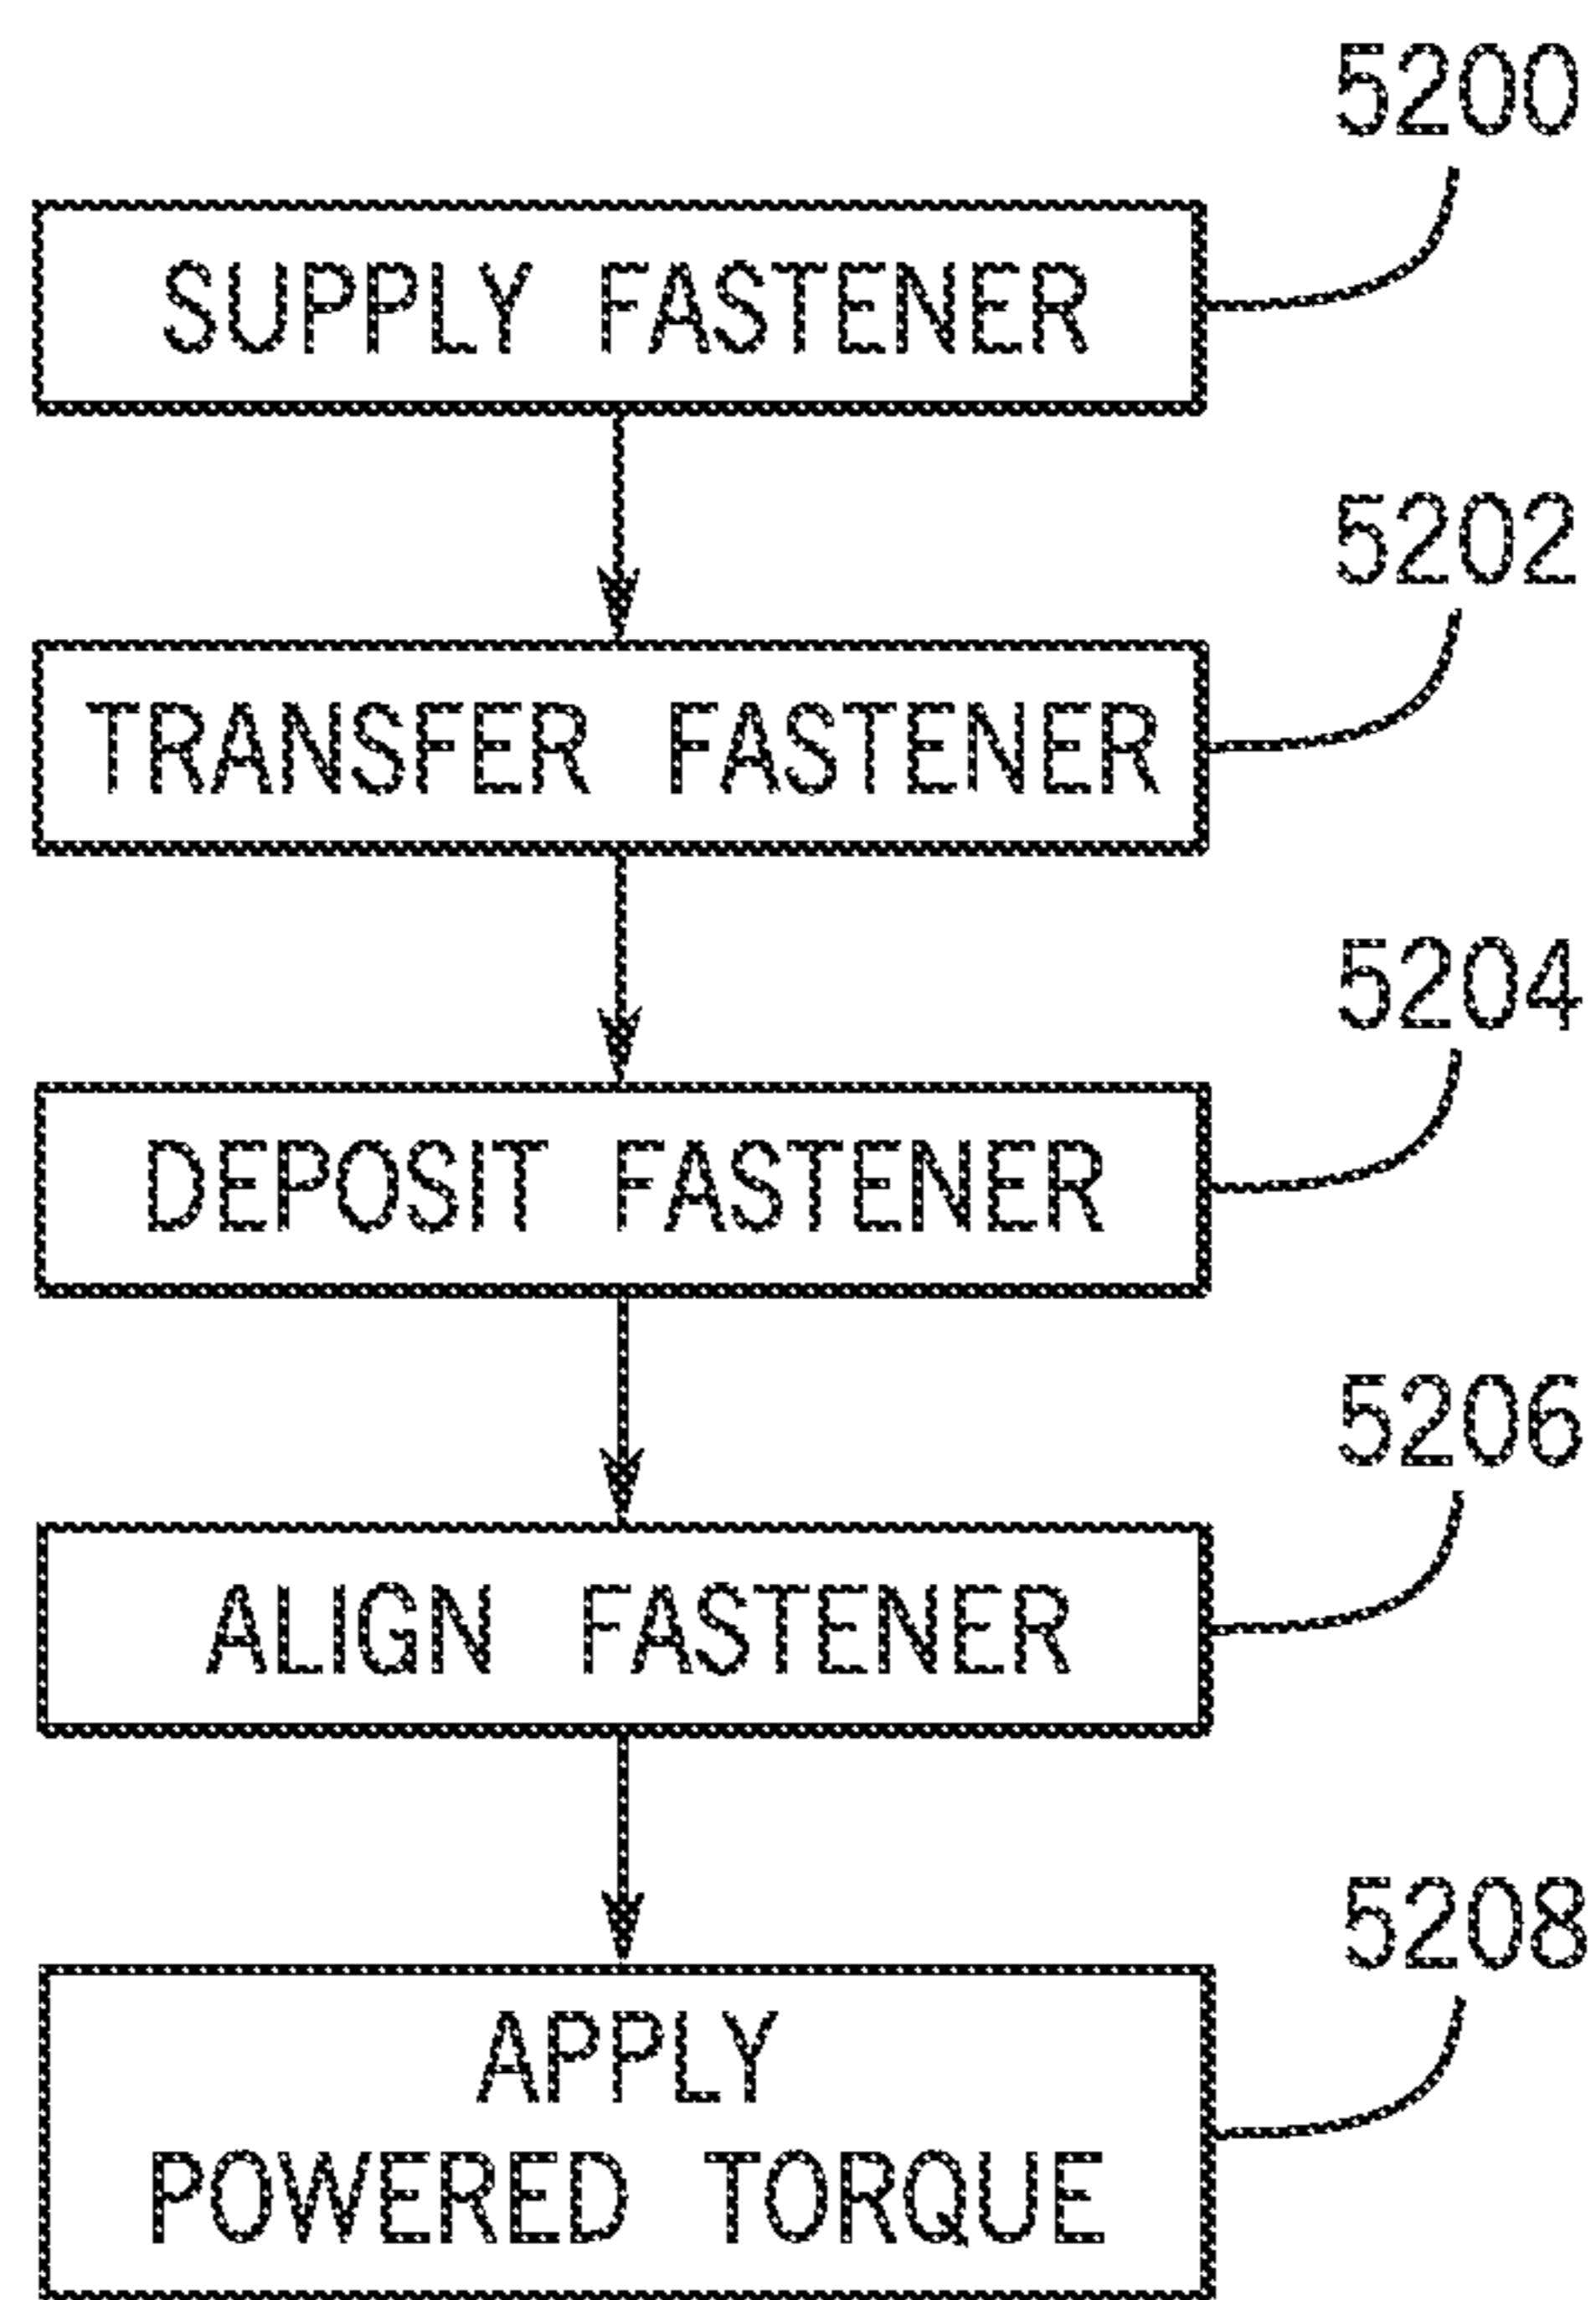 5200
SUPPLY FASTENER
5202
TRANSFER FASTENER
5204
DEPOSIT FASTENER
5206
ALIGN FASTENER
5208
APPLY
POWERED TORQUE